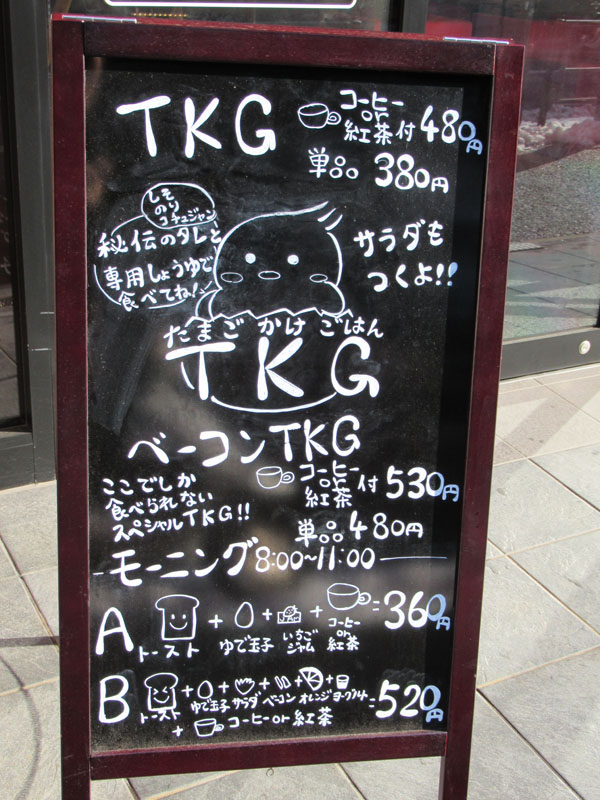 TKG コーヒー or 紅茶付 480円
単品 380円
しものり コチュジャン
秘伝のタレと
専用しょうゆで
食べてね!
サラダも
つくよ!!
たまごかけごはん
TKG
ベーコンTKG
ここでしか
食べられない
スペシャルTKG!!
コーヒー or 紅茶 付 530円
単品 480円
モーニング 8:00~11:00
A トースト + ゆで玉子 + いちごジャム + コーヒー or 紅茶 = 360円
B トースト + ゆで玉子 + サラダ + ベーコン + オレンジ + ヨーグルト = 520円
+ コーヒー or 紅茶